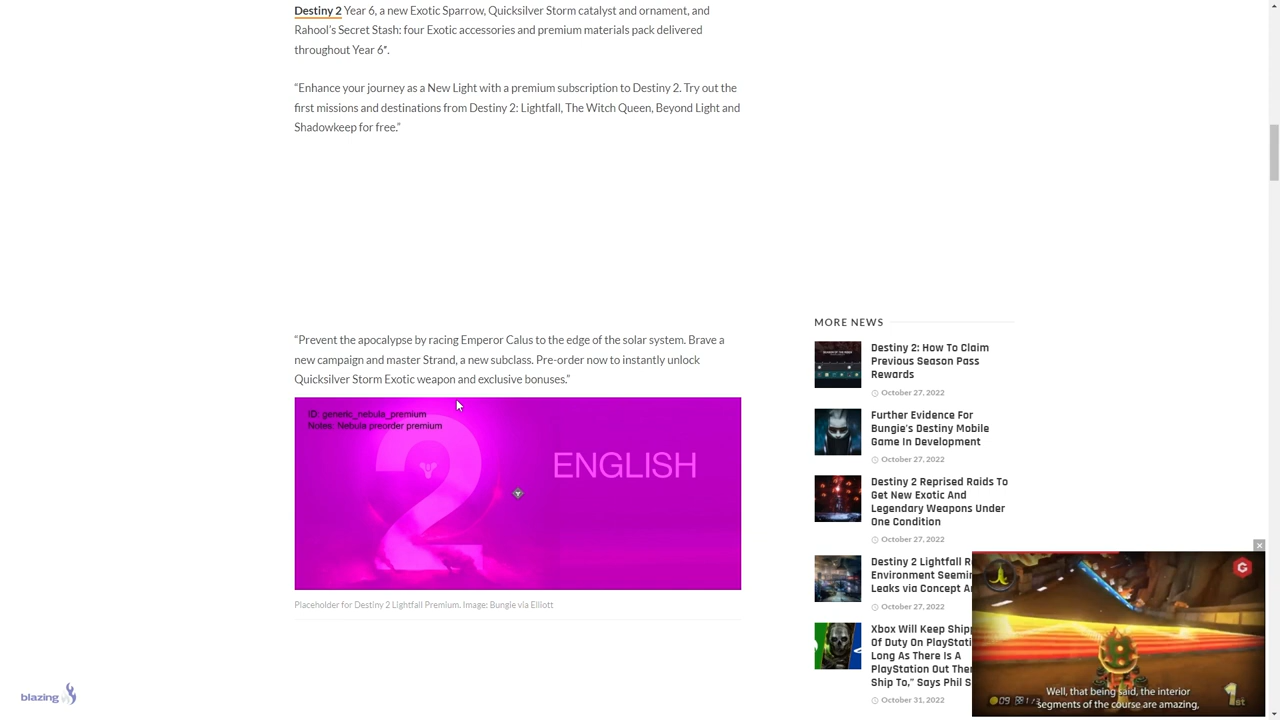 Destiny 2 Year 6, a new Exotic Sparrow, Quicksilver Storm catalyst and ornament, and
Rahool's Secret Stash: four Exotic accessories and premium materials pack delivered
throughout Year 6*.
“Enhance your journey as a New Light with a premium subscription to Destiny 2. Try out the
first missions and destinations from Destiny 2: Lightfall, The Witch Queen, Beyond Light and
Shadowkeep for free.”
“Prevent the apocalypse by racing Emperor Calus to the edge of the solar system. Brave a
new campaign and master Strand, a new subclass. Pre-order now to instantly unlock
Quicksilver Storm Exotic weapon and exclusive bonuses.”
ID: generic_nebula_premium
Notes: Nebula preorder premium
2
ENGLISH
Placeholder for Destiny 2 Lightfall Premium. Image: Bungie via Elliott
MORE NEWS
Destiny 2: How To Claim
Previous Season Pass
Rewards
October 27, 2022
Further Evidence For
Bungie's Destiny Mobile
Game In Development
October 27, 2022
Destiny 2 Reprised Raids To
Get New Exotic And
Legendary Weapons Under
One Condition
October 27, 2022
Destiny 2 Lightfall R
Environment Seemin
Leaks via Concept A
October 27, 2022
Xbox Will Keep Shipp
Of Duty On PlayStati
Long As There Is A
PlayStation Out The
Ship To,” Says Phil S
October 31, 2022
G
Well, that being said, the interior
segments of the course are amazing,
09
1st
blazing